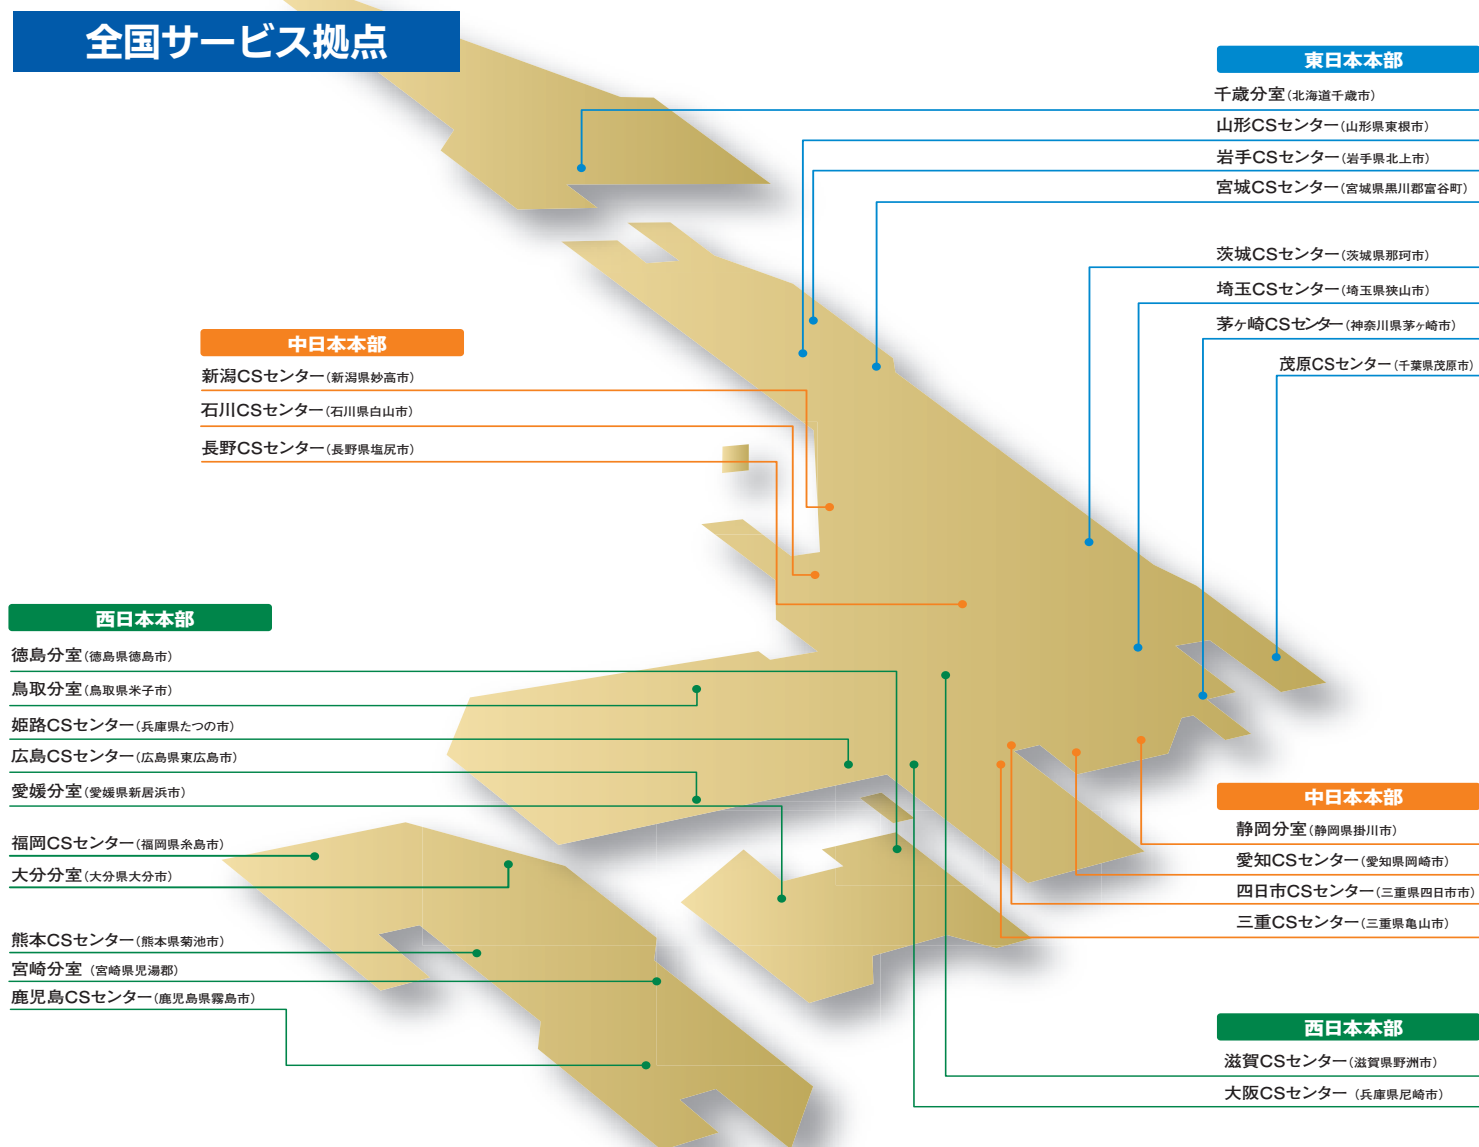 全国サービス拠点
東日本本部
千歳分室(北海道千歳市)
山形CSセンター(山形県東根市)
岩手CSセンター(岩手県北上市)
宮城CSセンター(宮城県黒川郡富谷町)
茨城CSセンター(茨城県那珂市)
埼玉CSセンター(埼玉県狭山市)
茅ヶ崎CSセンター(神奈川県茅ヶ崎市)
茂原CSセンター(千葉県茂原市)
中日本本部
新潟CSセンター(新潟県妙高市)
石川CSセンター(石川県白山市)
長野CSセンター(長野県塩尻市)
西日本本部
徳島分室(徳島県徳島市)
鳥取分室(鳥取県米子市)
姫路CSセンター(兵庫県たつの市)
広島CSセンター(広島県東広島市)
愛媛分室(愛媛県新居浜市)
福岡CSセンター(福岡県糸島市)
大分分室(大分県大分市)
熊本CSセンター(熊本県菊池市)
宮崎分室 (宮崎県児湯郡)
鹿児島CSセンター(鹿児島県霧島市)
中日本本部
静岡分室(静岡県掛川市)
愛知CSセンター(愛知県岡崎市)
四日市CSセンター(三重県四日市市)
三重CSセンター(三重県亀山市)
西日本本部
滋賀CSセンター(滋賀県野洲市)
大阪CSセンター (兵庫県尼崎市)